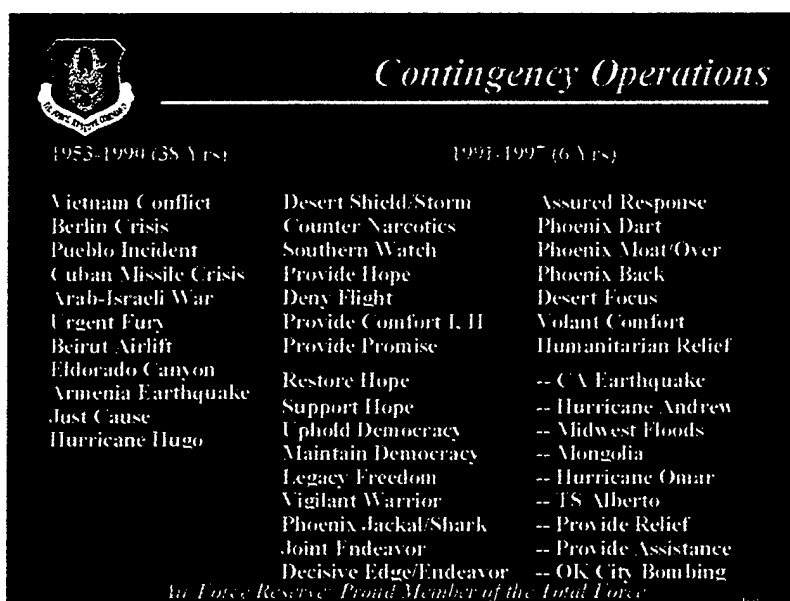 Contingency Operations
1953-1990 (38 Yrs)
Vietnam Conflict
Berlin Crisis
Pueblo Incident
Cuban Missile Crisis
Arab-Israeli War
Urgent Fury
Beirut Airlift
Eldorado Canyon
Armenia Earthquake
Just Cause
Hurricane Hugo
1991-1997 (6 Yrs)
Desert Shield/Storm
Counter Narcotics
Southern Watch
Provide Hope
Deny Flight
Provide Comfort I, II
Provide Promise
Restore Hope
Support Hope
Uphold Democracy
Maintain Democracy
Legacy Freedom
Vigilant Warrior
Phoenix Jackal/Shark
Joint Endeavor
Decisive Edge/Endeavor
Assured Response
Phoenix Dart
Phoenix Moat/Over
Phoenix Back
Desert Focus
Volant Comfort
Humanitarian Relief
-- CA Earthquake
-- Hurricane Andrew
-- Midwest Floods
-- Mongolia
-- Hurricane Omar
-- TS Alberto
-- Provide Relief
-- Provide Assistance
-- OK City Bombing
Air Force Reserve: Proud Member of the Total Force